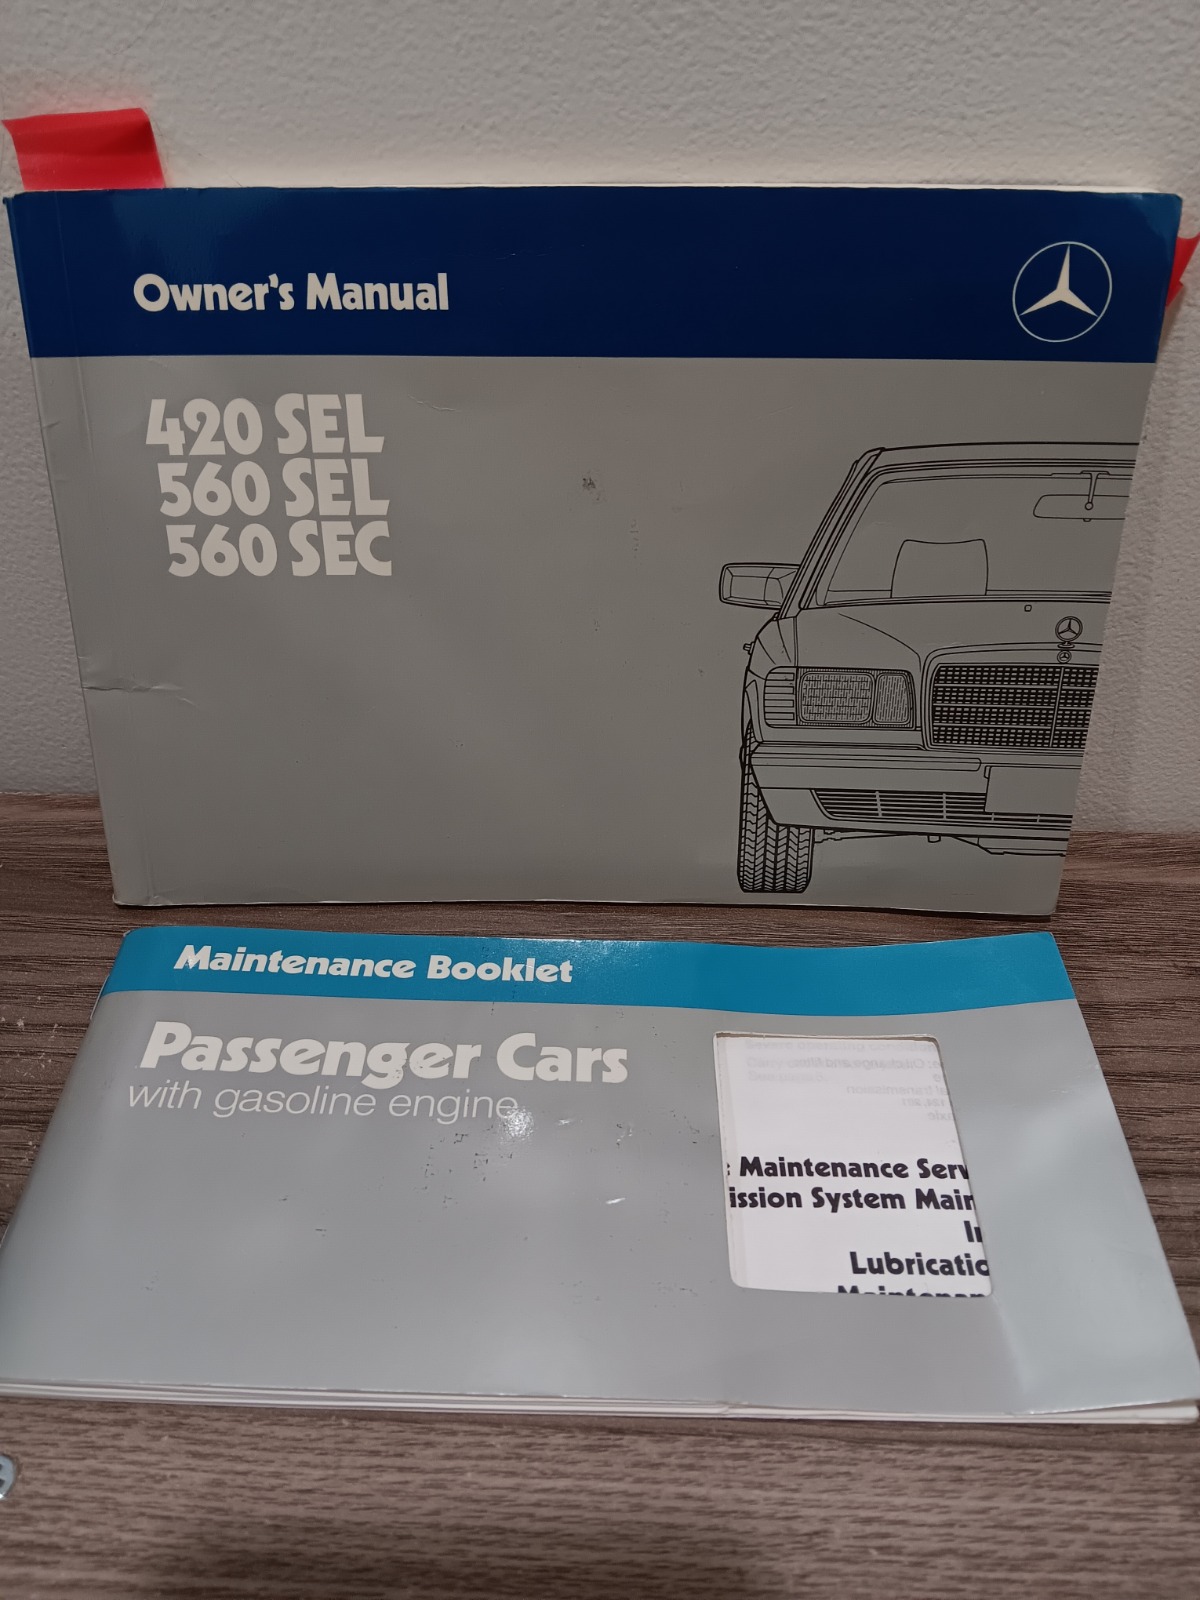 Owner's Manual
420 SEL
560 SEL
560 SEC
Maintenance Booklet
Passenger Cars
with gasoline engine
Maintenance Serv
ission System Main
Lubricatio